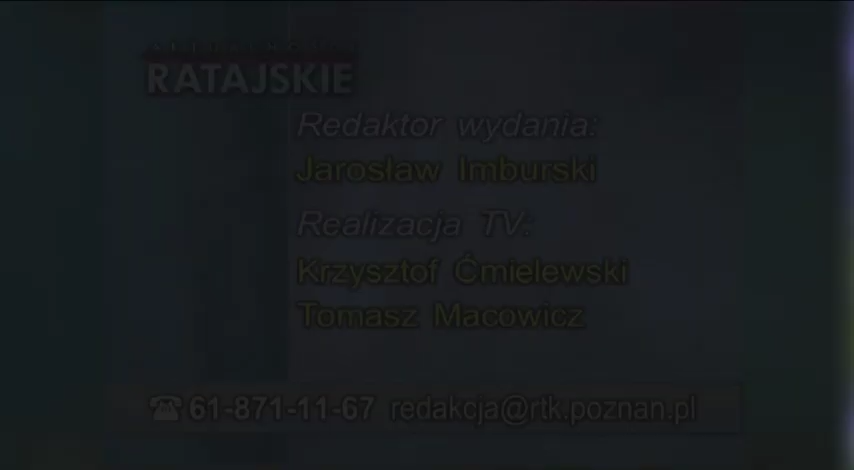 RATAJSKIE
Redaktor wydania:
Jarosław Imburski
Realizacja TV:
Krzysztof Ćmielewski
Tomasz Macowicz
☎ 61-871-11-67 redakcja@rtk.poznan.pl